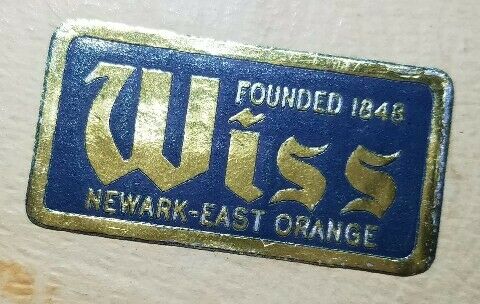 FOUNDED 1848
Wiss
NEWARK-EAST ORANGE